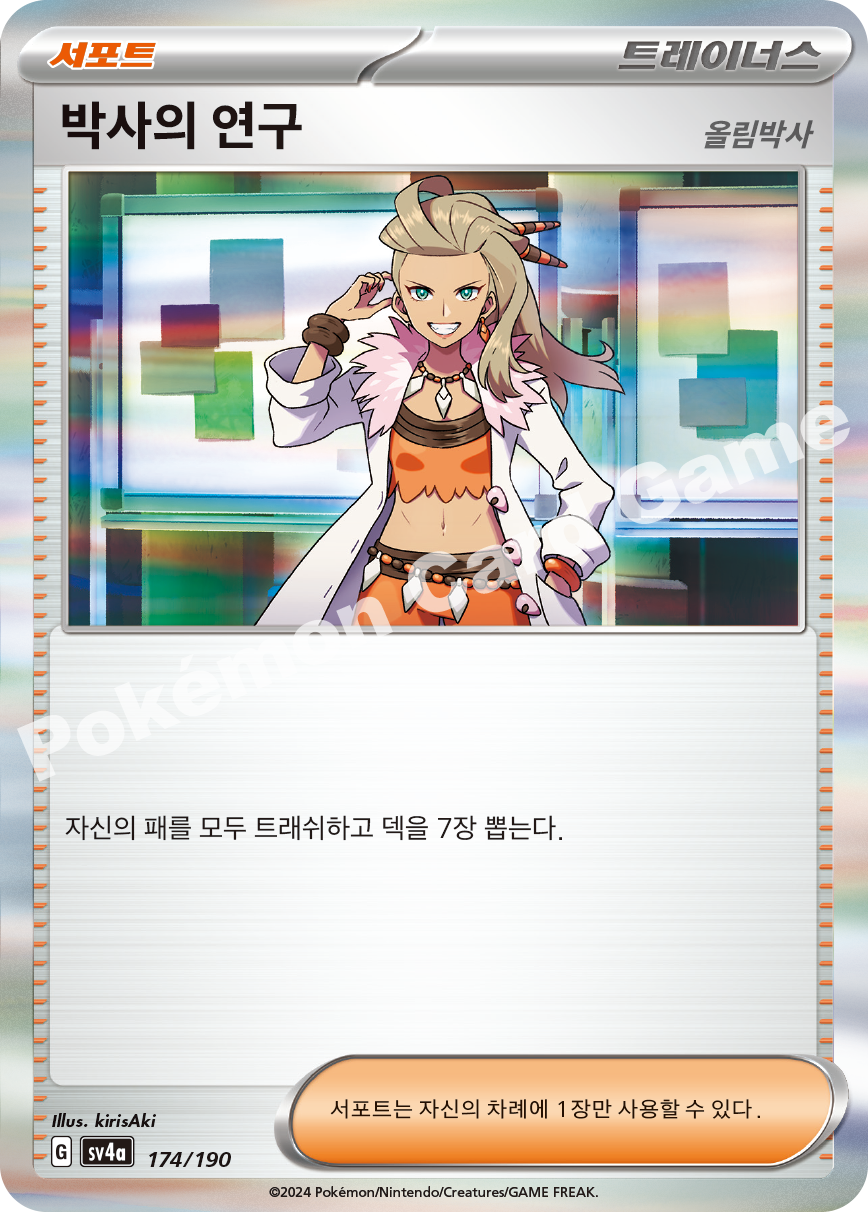 서포트
트레이너스
박사의 연구
올림박사
Pokémon Card Game
자신의 패를 모두 트래쉬하고 덱을 7장 뽑는다.
서포트는 자신의 차례에 1장만 사용할 수 있다.
Illus. kirisAki
G sv4a 174/190
©2024 Pokémon/Nintendo/Creatures/GAME FREAK.